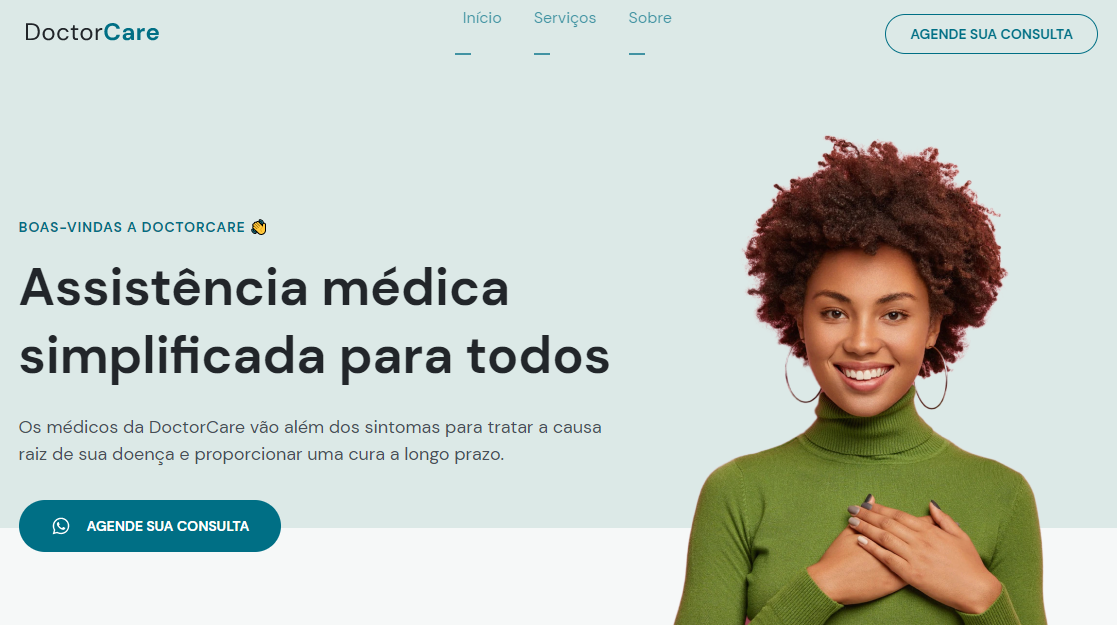 DoctorCare
Início
Serviços
Sobre
AGENDE SUA CONSULTA
BOAS-VINDAS A DOCTORCARE 👋
Assistência médica
simplificada para todos
Os médicos da DoctorCare vão além dos sintomas para tratar a causa
raiz de sua doença e proporcionar uma cura a longo prazo.
AGENDE SUA CONSULTA